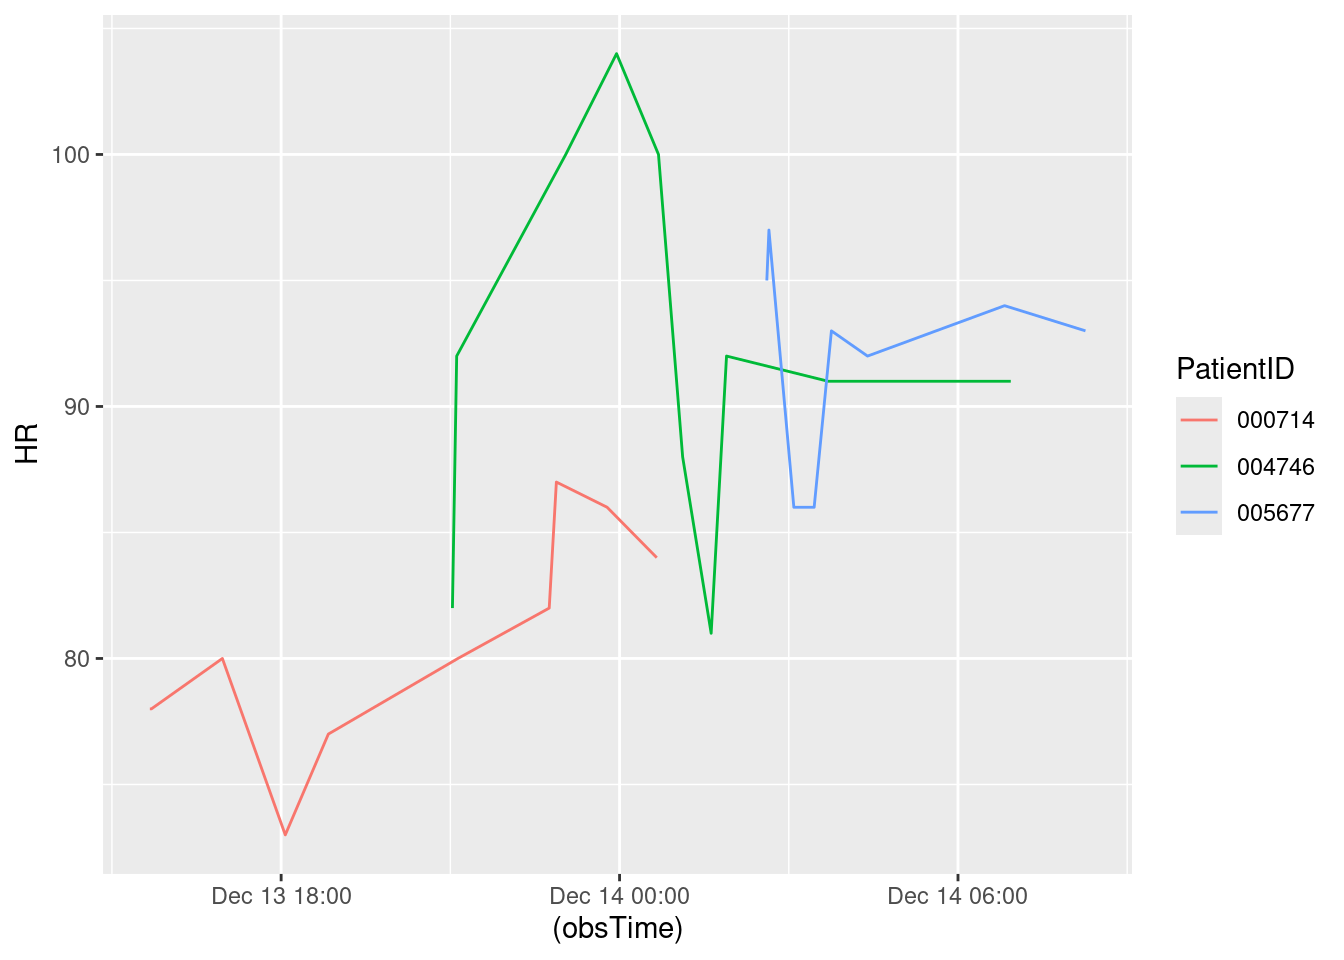 HR
100
90
80
Dec 13 18:00
Dec 14 00:00
Dec 14 06:00
(obsTime)
PatientID
000714
004746
005677